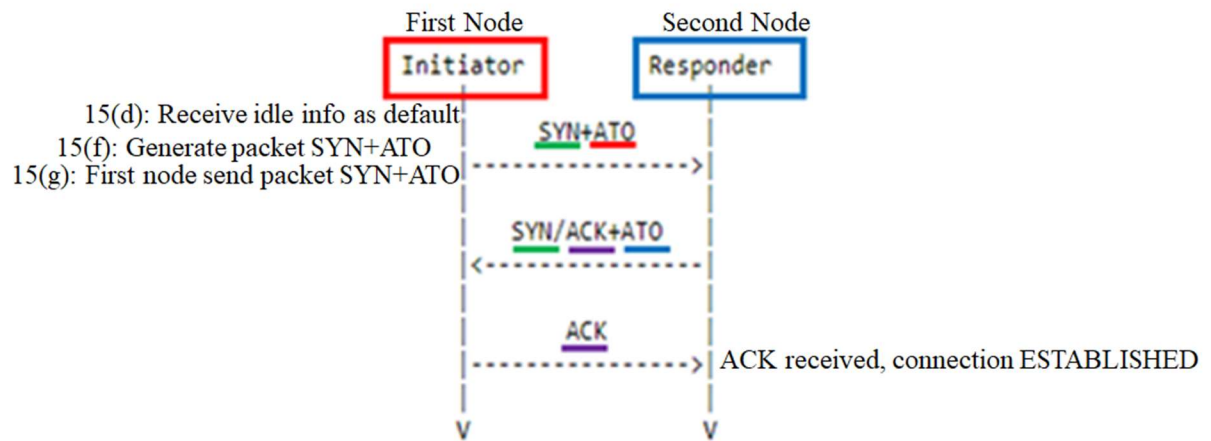 First Node Second Node
Initiator Responder
15(d): Receive idle info as default
15(f): Generate packet SYN+ATO
SYN+ATO
15(g): First node send packet SYN+ATO
SYN/ACK+ATO
ACK
ACK received, connection ESTABLISHED
V V